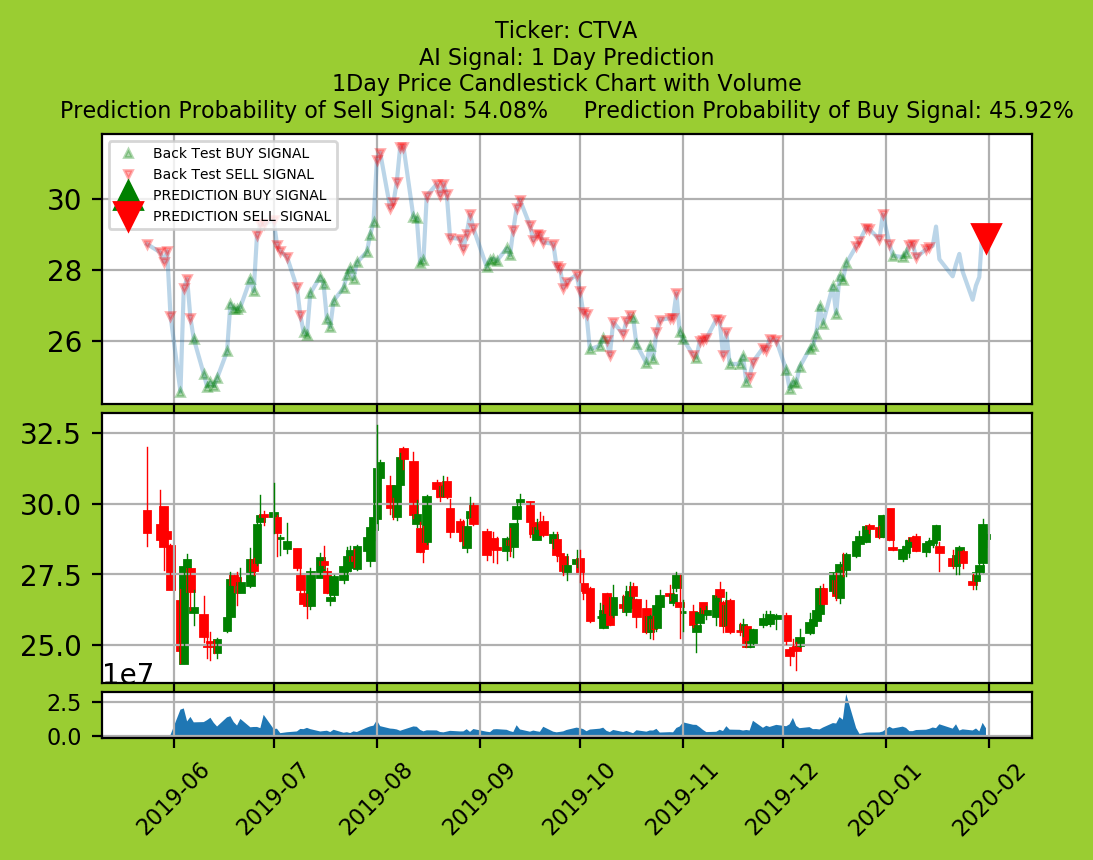 Ticker: CTVA
AI Signal: 1 Day Prediction
1Day Price Candlestick Chart with Volume
Prediction Probability of Sell Signal: 54.08%     Prediction Probability of Buy Signal: 45.92%
Back Test BUY SIGNAL
Back Test SELL SIGNAL
PREDICTION BUY SIGNAL
PREDICTION SELL SIGNAL
30
28
26
32.5
30.0
27.5
25.0
1e7
2.5
0.0
2019-06
2019-07
2019-08
2019-09
2019-10
2019-11
2019-12
2020-01
2020-02